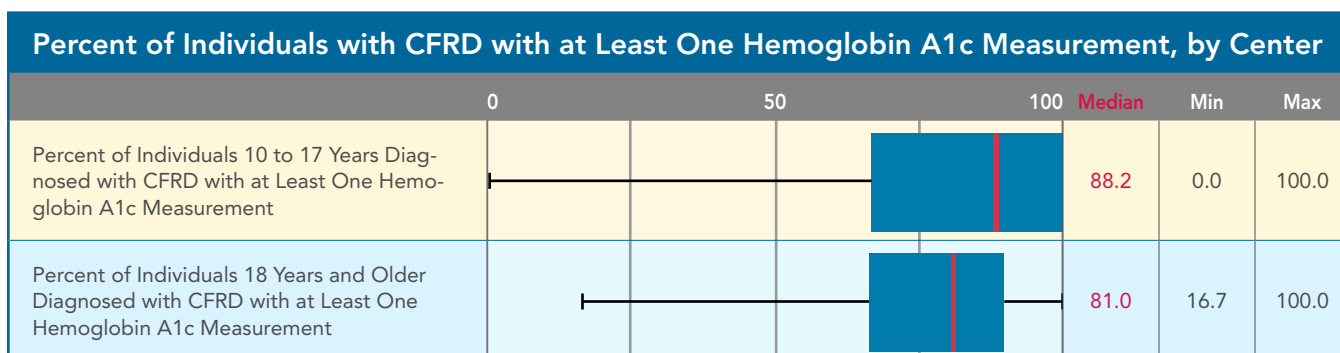 Percent of Individuals with CFRD with at Least One Hemoglobin A1c Measurement, by Center
0 50 100 Median Min Max
Percent of Individuals 10 to 17 Years Diag-
nosed with CFRD with at Least One Hemo-
globin A1c Measurement
88.2 0.0 100.0
Percent of Individuals 18 Years and Older
Diagnosed with CFRD with at Least One
Hemoglobin A1c Measurement
81.0 16.7 100.0